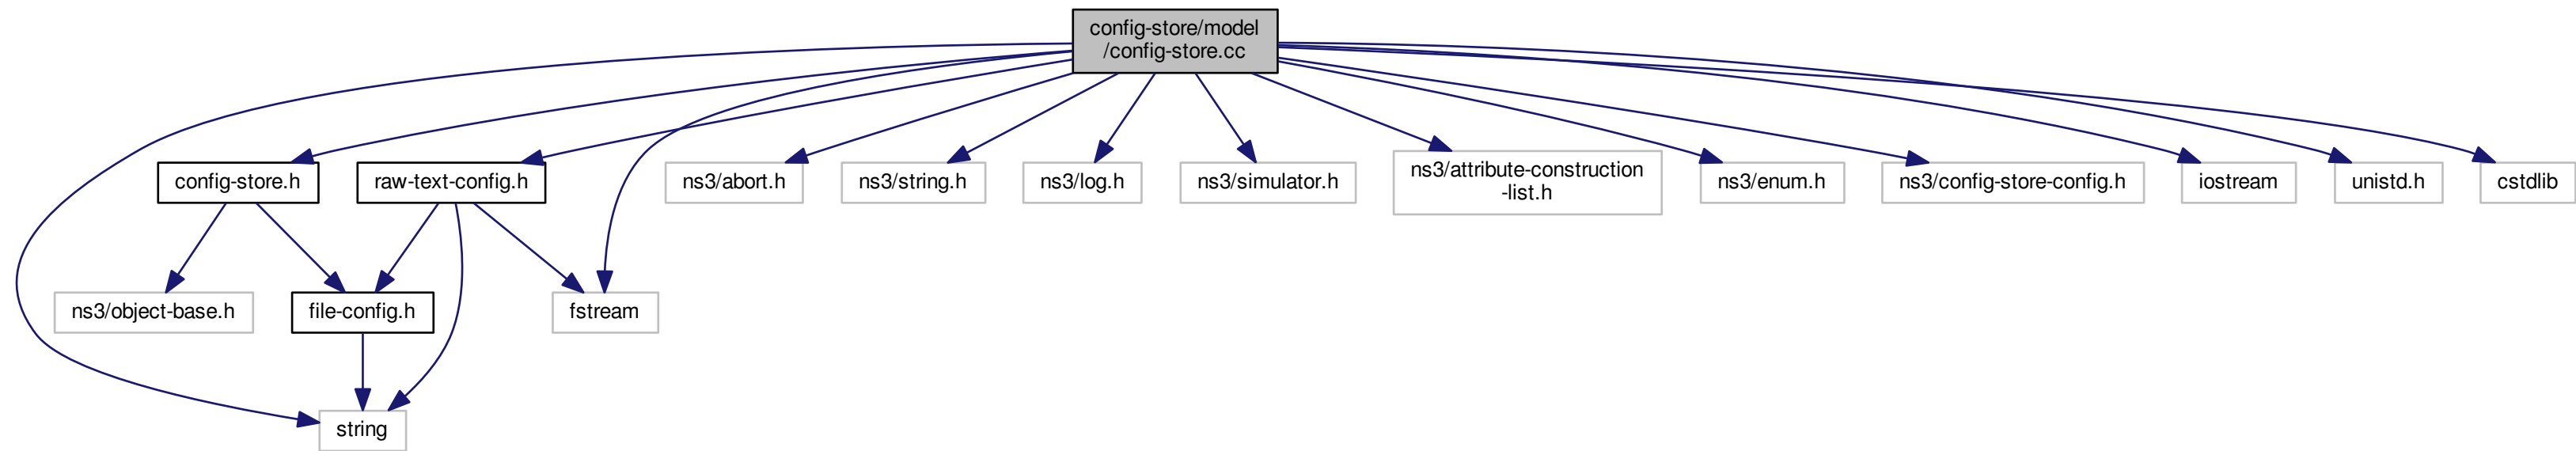 config-store/model
/config-store.cc
config-store.h
raw-text-config.h
ns3/abort.h
ns3/string.h
ns3/log.h
ns3/simulator.h
ns3/attribute-construction
-list.h
ns3/enum.h
ns3/config-store-config.h
iostream
unistd.h
cstdlib
ns3/object-base.h
file-config.h
fstream
string